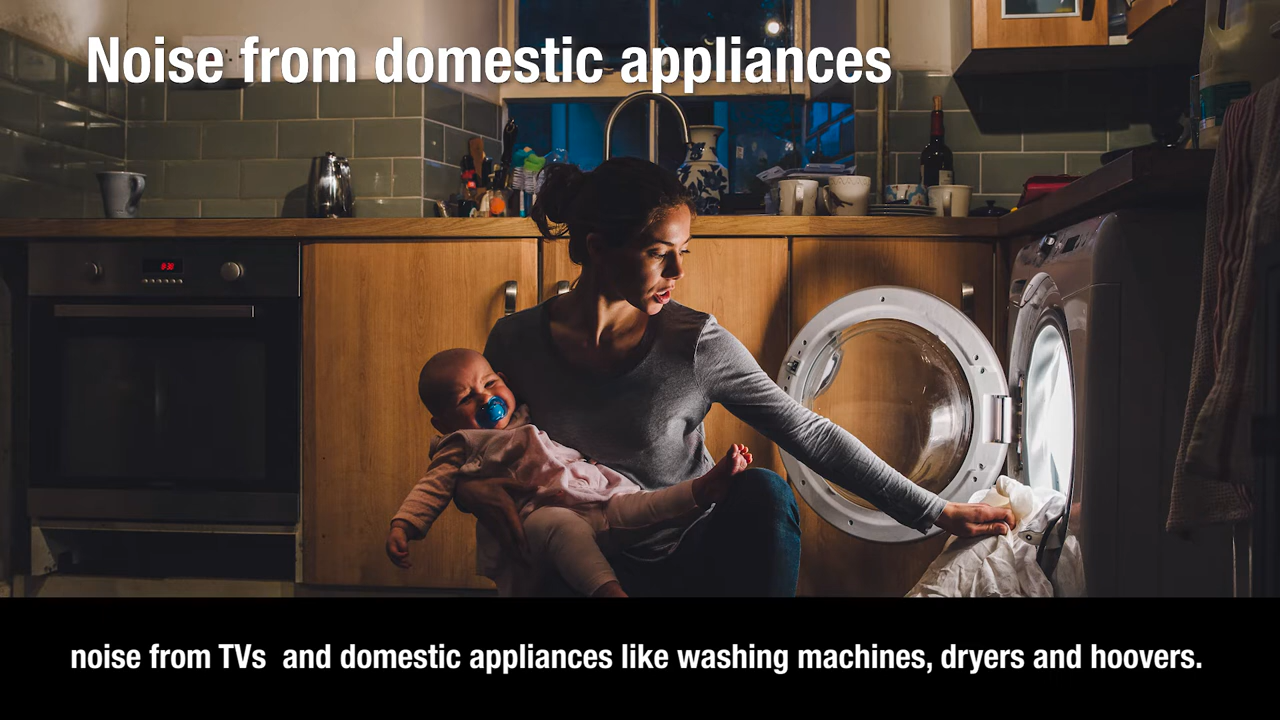 Noise from domestic appliances
noise from TVs  and domestic appliances like washing machines, dryers and hoovers.